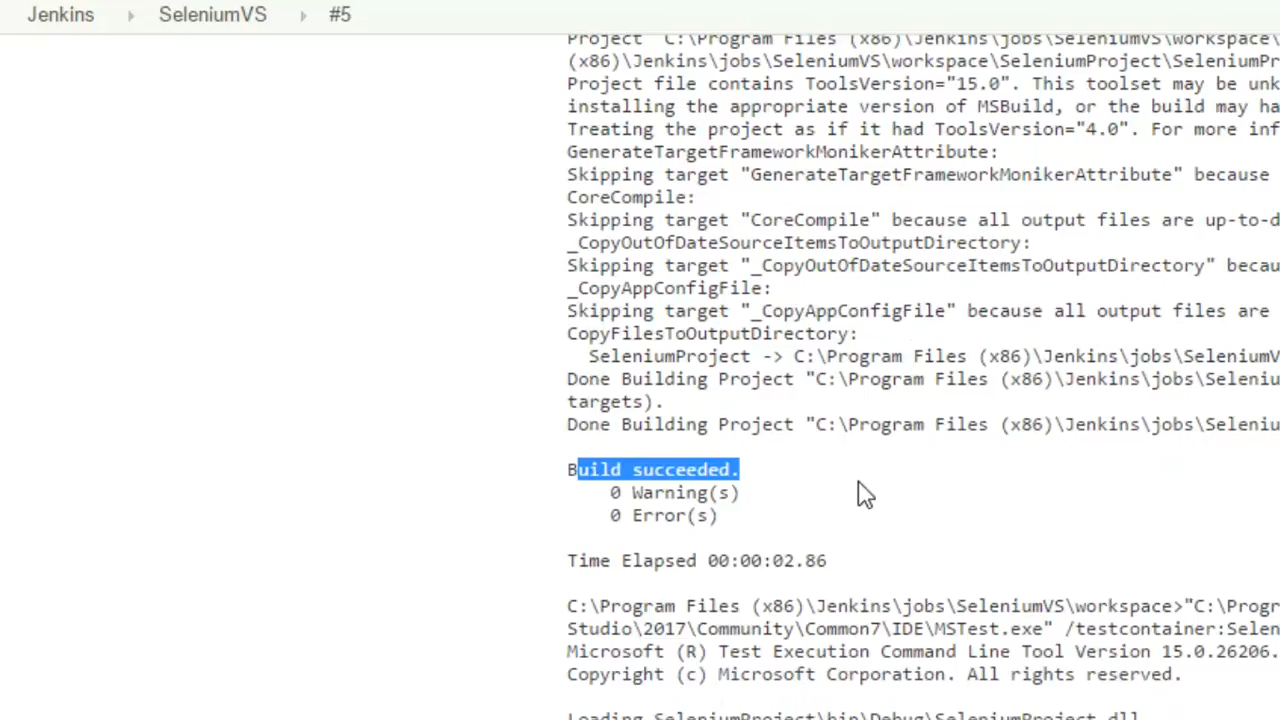 Jenkins SeleniumVS #5
Project C:\Program Files (x86)\Jenkins\jobs\SeleniumVS\workspace\
(x86)\Jenkins\jobs\SeleniumVS\workspace\SeleniumProject\SeleniumPr
Project file contains ToolsVersion="15.0". This toolset may be unk
installing the appropriate version of MSBuild, or the build may ha
Treating the project as if it had ToolsVersion="4.0". For more inf
GenerateTargetFrameworkMonikerAttribute:
Skipping target "GenerateTargetFrameworkMonikerAttribute" because
CoreCompile:
Skipping target "CoreCompile" because all output files are up-to-d
_CopyOutOfDateSourceItemsToOutputDirectory:
Skipping target "_CopyOutOfDateSourceItemsToOutputDirectory" becau
_CopyAppConfigFile:
Skipping target "_CopyAppConfigFile" because all output files are
CopyFilesToOutputDirectory:
SeleniumProject -> C:\Program Files (x86)\Jenkins\jobs\SeleniumV
Done Building Project "C:\Program Files (x86)\Jenkins\jobs\Seleniu
targets).
Done Building Project "C:\Program Files (x86)\Jenkins\jobs\Seleniu
Build succeeded.
0 Warning(s)
0 Error(s)
Time Elapsed 00:00:02.86
C:\Program Files (x86)\Jenkins\jobs\SeleniumVS\workspace>"C:\Progr
Studio\2017\Community\Common7\IDE\MSTest.exe" /testcontainer:Selen
Microsoft (R) Test Execution Command Line Tool Version 15.0.26206.
Copyright (c) Microsoft Corporation. All rights reserved.
Loading SeleniumProject\bin\Debug\SeleniumProject.dll